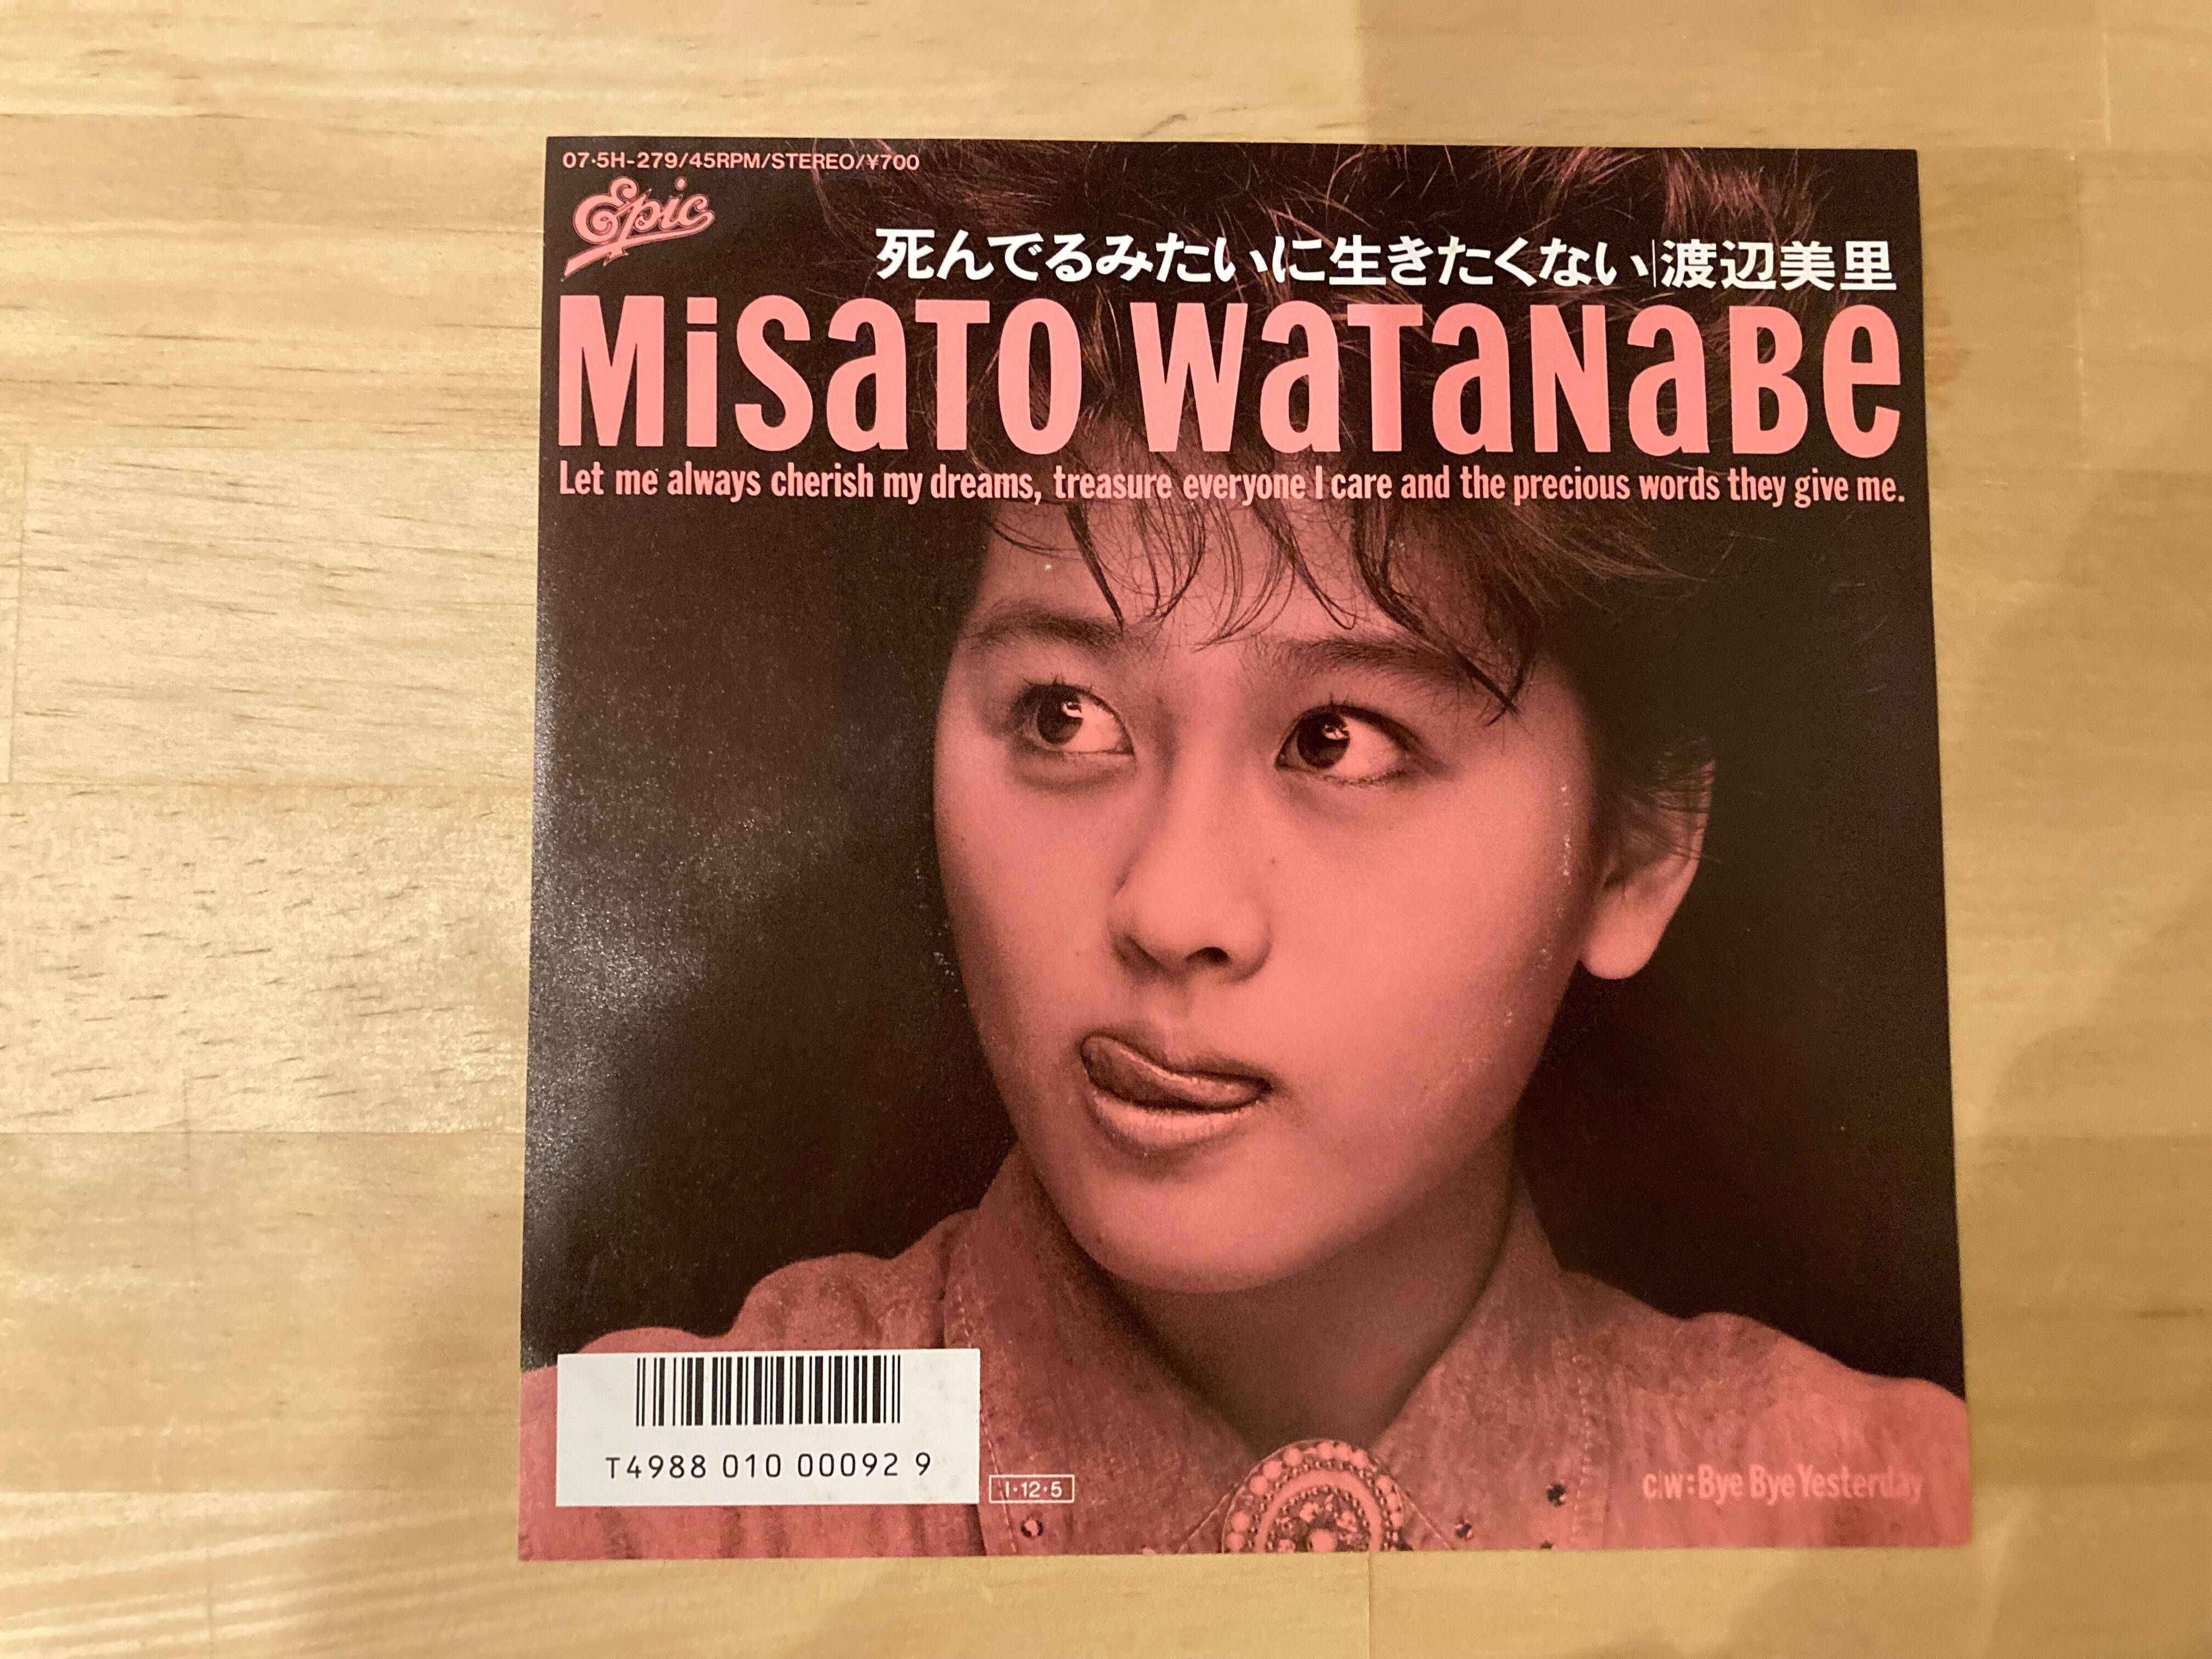 07・5H-279/45RPM/STEREO/¥700
Epic
死んでるみたいに生きたくない|渡辺美里
MiSaTO WaTaNaBe
Let me always cherish my dreams, treasure everyone I care and the precious words they give me.
T4988 010 00092 9
I・12・5
c/w:Bye Bye Yesterday